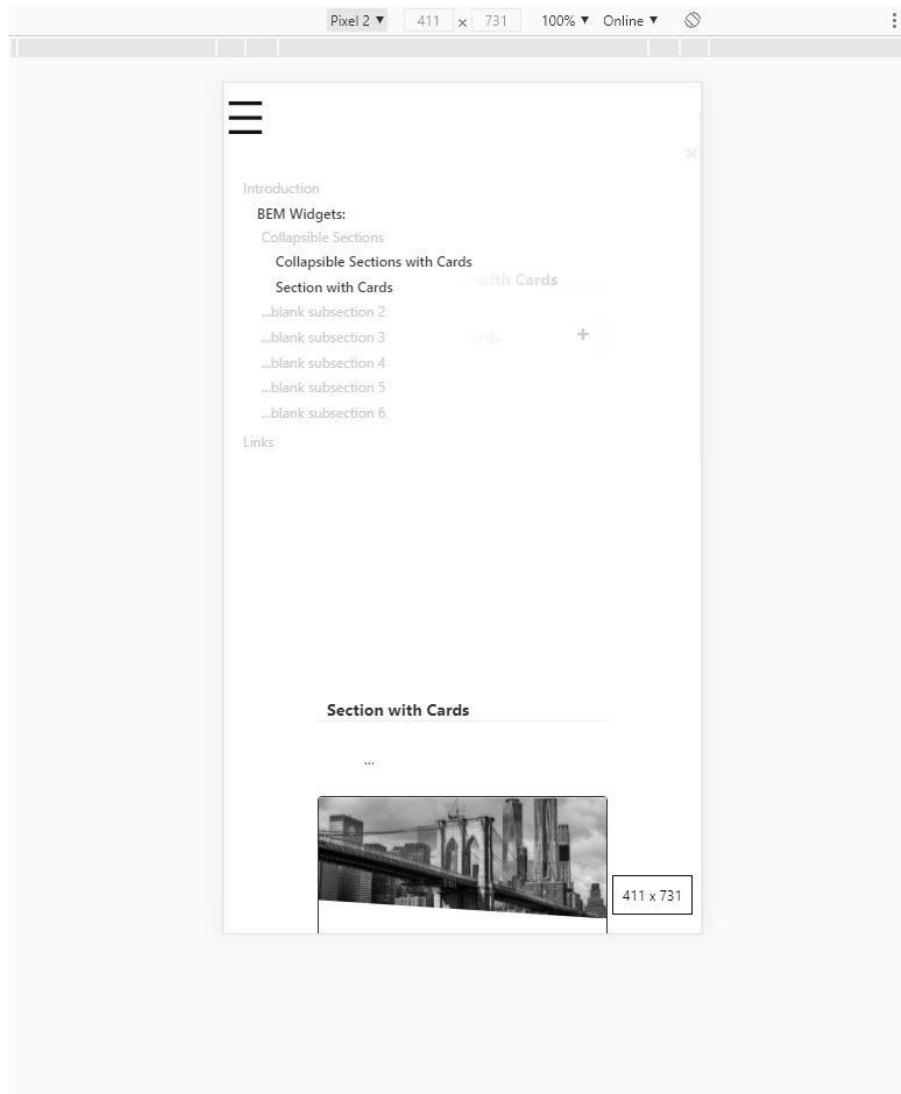 Pixel 2 ▼ 411 × 731 100% ▼ Online ▼
×
Introduction
BEM Widgets:
Collapsible Sections
Collapsible Sections with Cards
with Cards
Section with Cards
...blank subsection 2
...blank subsection 3
+
...blank subsection 4
...blank subsection 5
...blank subsection 6
Links
Section with Cards
...
411 x 731